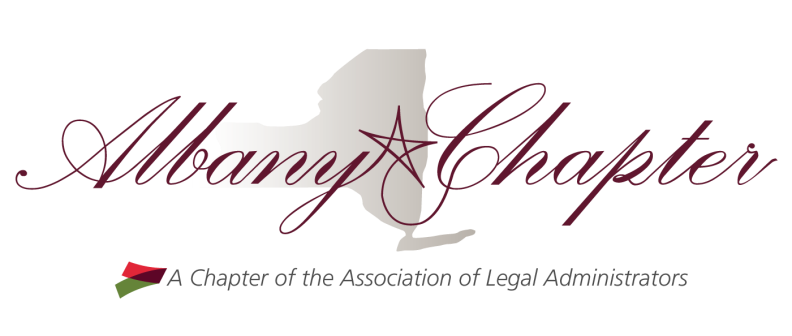 Albany Chapter
A Chapter of the Association of Legal Administrators